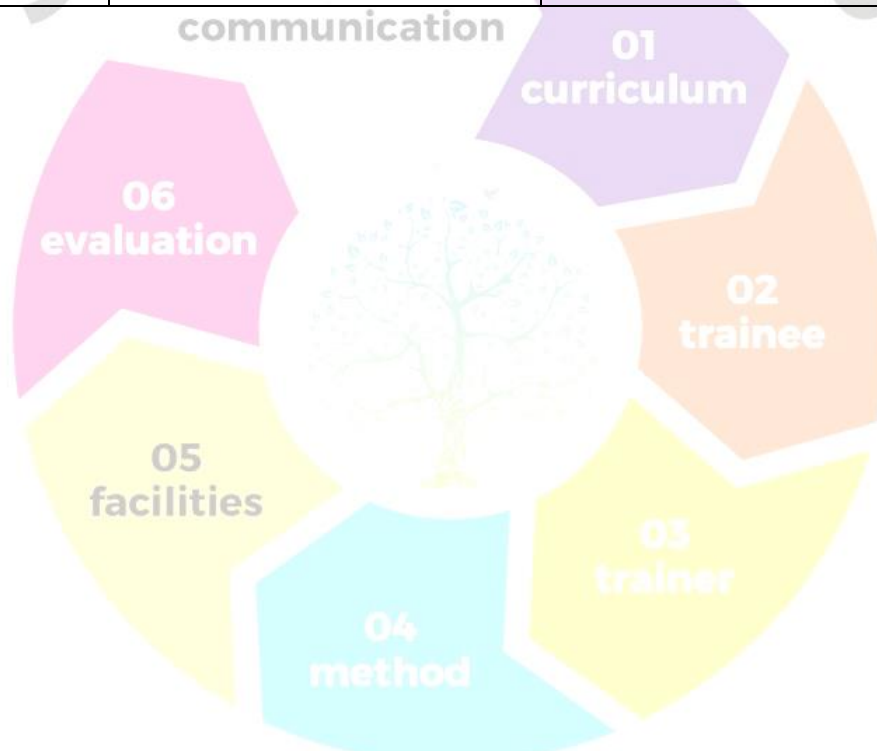 communication
01
curriculum
02
trainee
03
trainer
04
method
05
facilities
06
evaluation